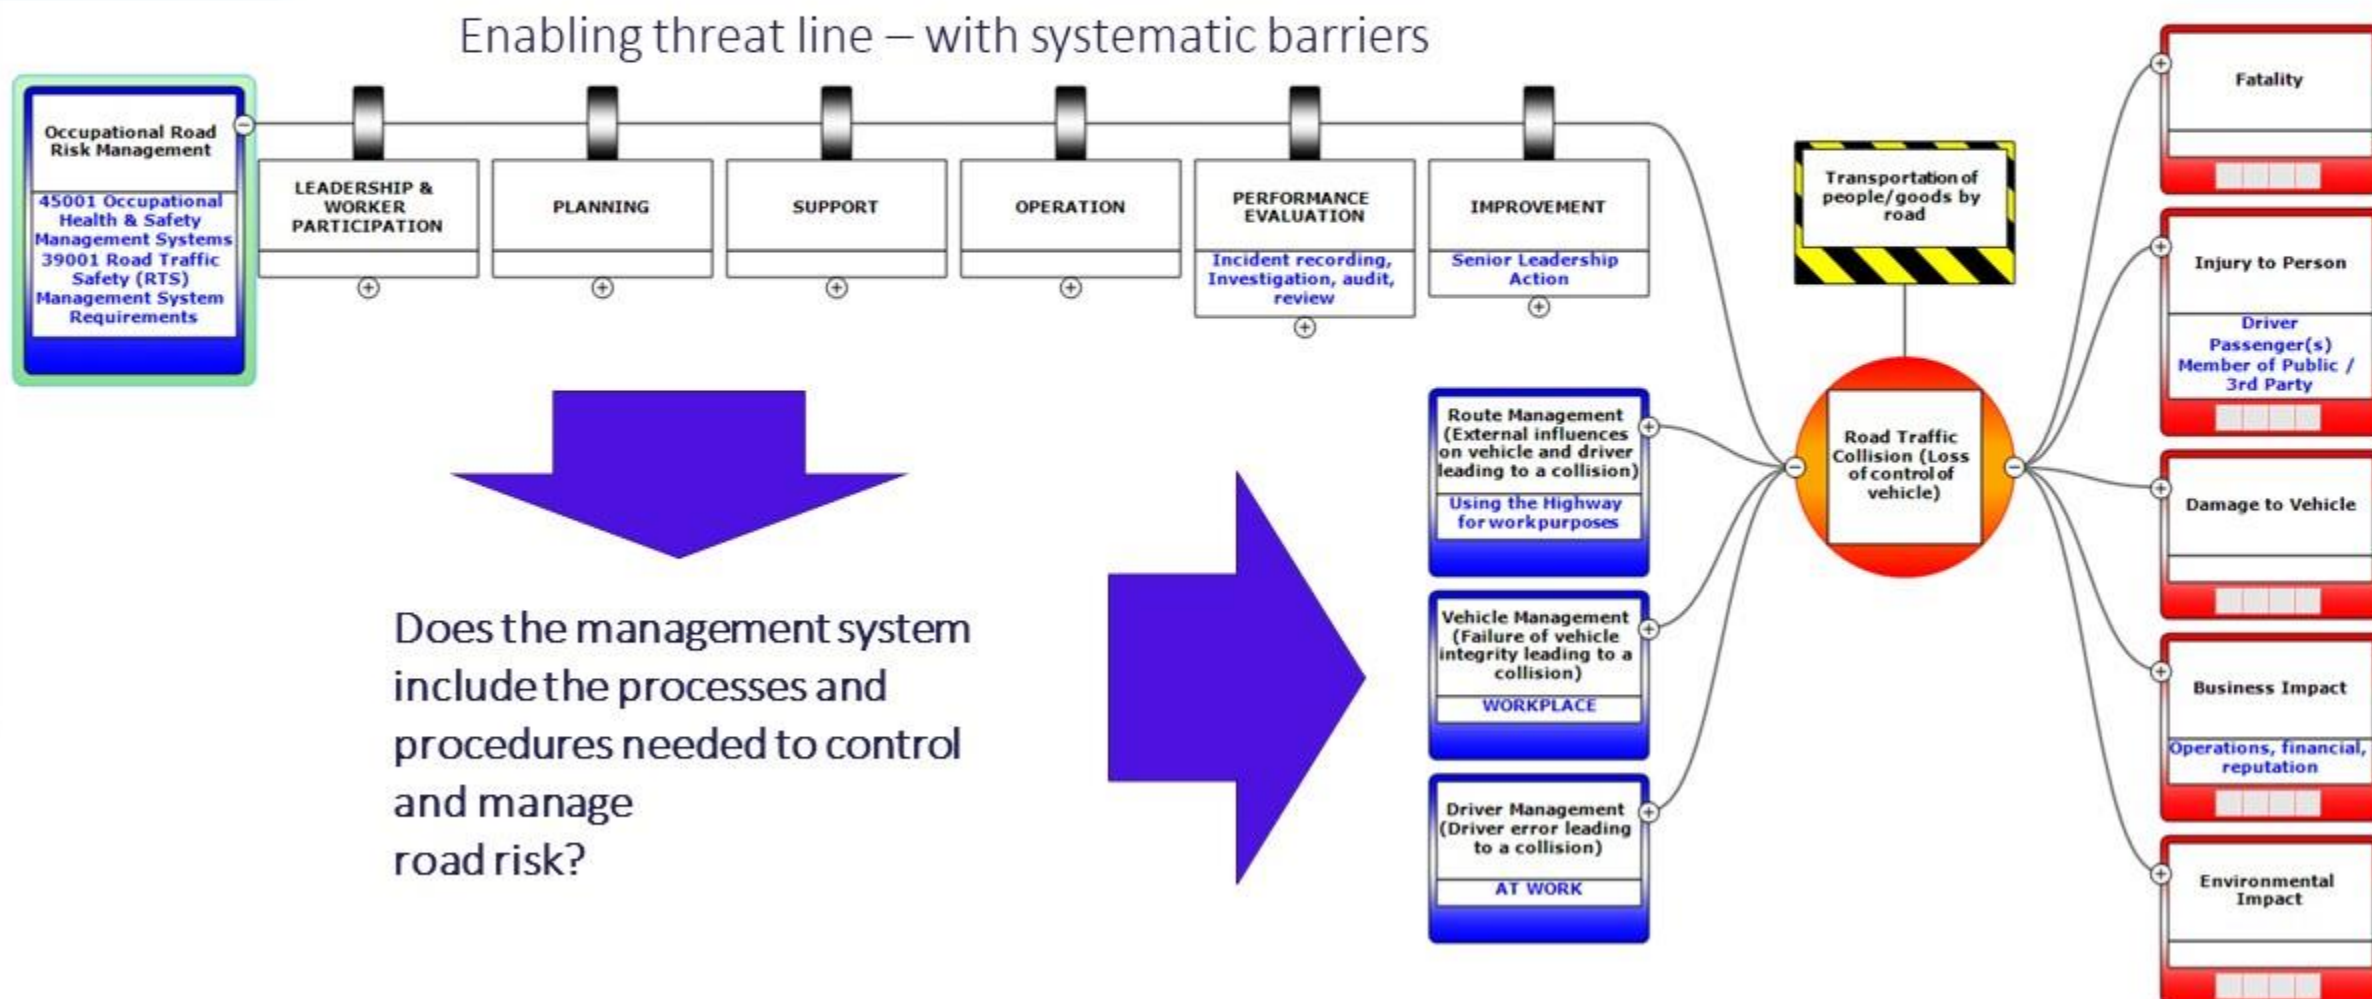 Enabling threat line – with systematic barriers
Occupational Road
Risk Management
45001 Occupational
Health & Safety
Management Systems
39001 Road Traffic
Safety (RTS)
Management System
Requirements
LEADERSHIP &
WORKER
PARTICIPATION
PLANNING
SUPPORT
OPERATION
PERFORMANCE
EVALUATION
Incident recording,
Investigation, audit,
review
IMPROVEMENT
Senior Leadership
Action
Does the management system
include the processes and
procedures needed to control
and manage
road risk?
Route Management
(External influences
on vehicle and driver
leading to a collision)
Using the Highway
for work purposes
Vehicle Management
(Failure of vehicle
integrity leading to a
collision)
WORKPLACE
Driver Management
(Driver error leading
to a collision)
AT WORK
Transportation of
people/goods by
road
Road Traffic
Collision (Loss
of control of
vehicle)
Fatality
Injury to Person
Driver
Passenger(s)
Member of Public /
3rd Party
Damage to Vehicle
Business Impact
Operations, financial,
reputation
Environmental
Impact